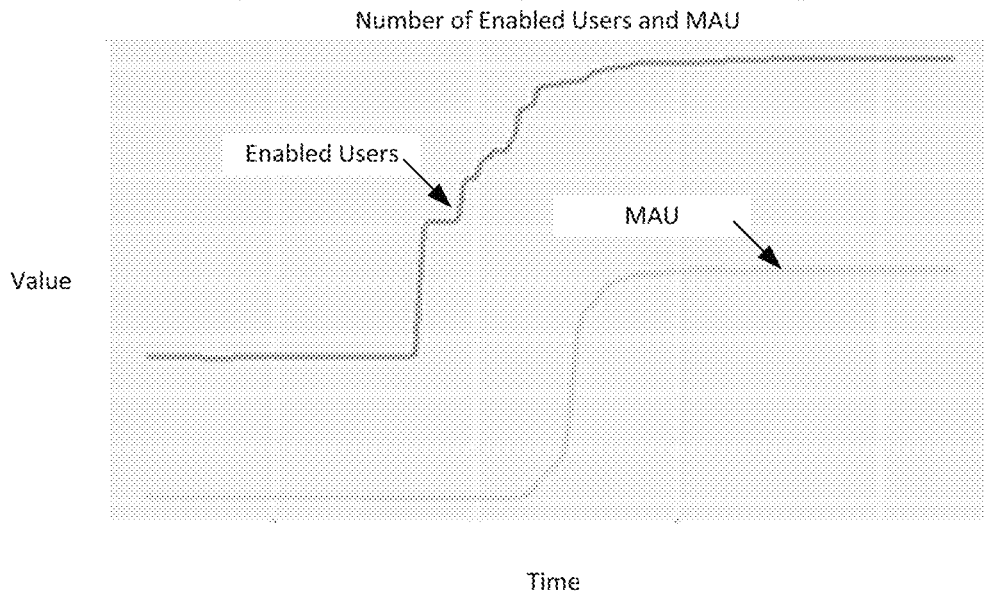 Number of Enabled Users and MAU
Enabled Users
MAU
Value
Time